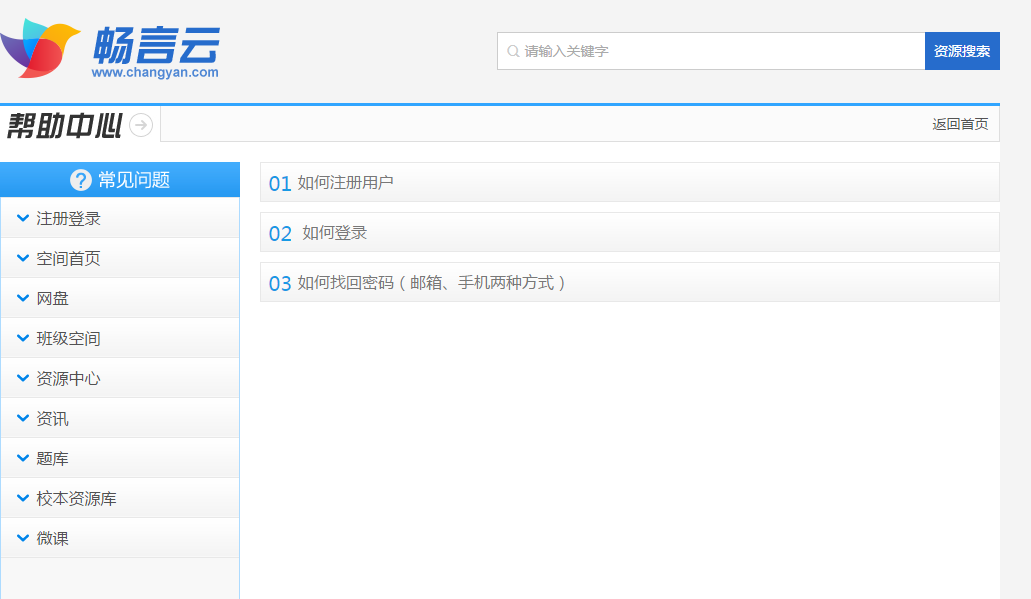 畅言云
www.changyan.com
请输入关键字
资源搜索
帮助中心
返回首页
? 常见问题
注册登录
空间首页
网盘
班级空间
资源中心
资讯
题库
校本资源库
微课
01 如何注册用户
02 如何登录
03 如何找回密码（邮箱、手机两种方式）